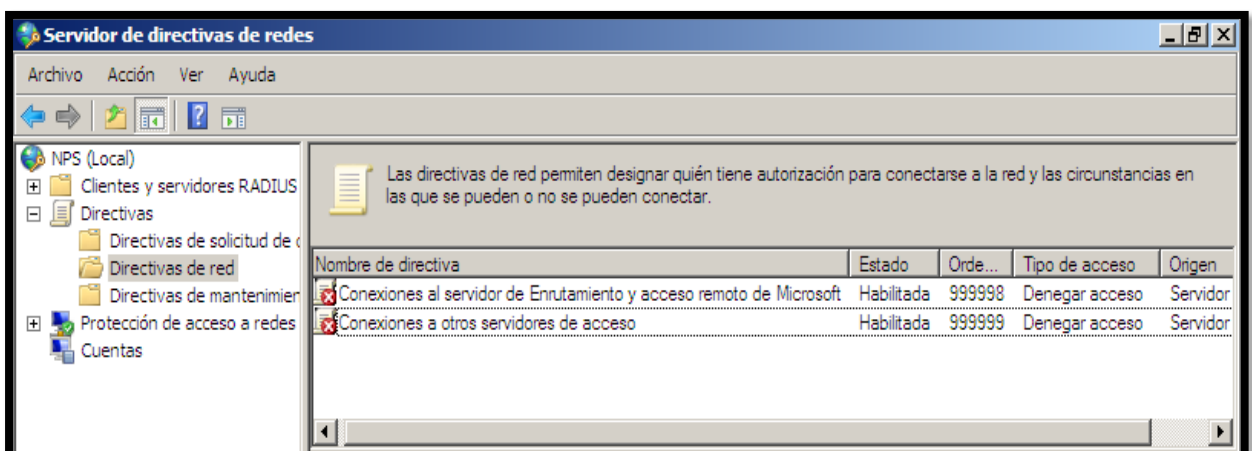 Servidor de directivas de redes
Archivo Acción Ver Ayuda
NPS (Local)
Clientes y servidores RADIUS
Directivas
Directivas de solicitud de
Directivas de red
Directivas de mantenimien
Protección de acceso a redes
Cuentas
Las directivas de red permiten designar quién tiene autorización para conectarse a la red y las circunstancias en
las que se pueden o no se pueden conectar.
Nombre de directiva Estado Orde... Tipo de acceso Origen
Conexiones al servidor de Enrutamiento y acceso remoto de Microsoft Habilitada 999998 Denegar acceso Servidor
Conexiones a otros servidores de acceso Habilitada 999999 Denegar acceso Servidor